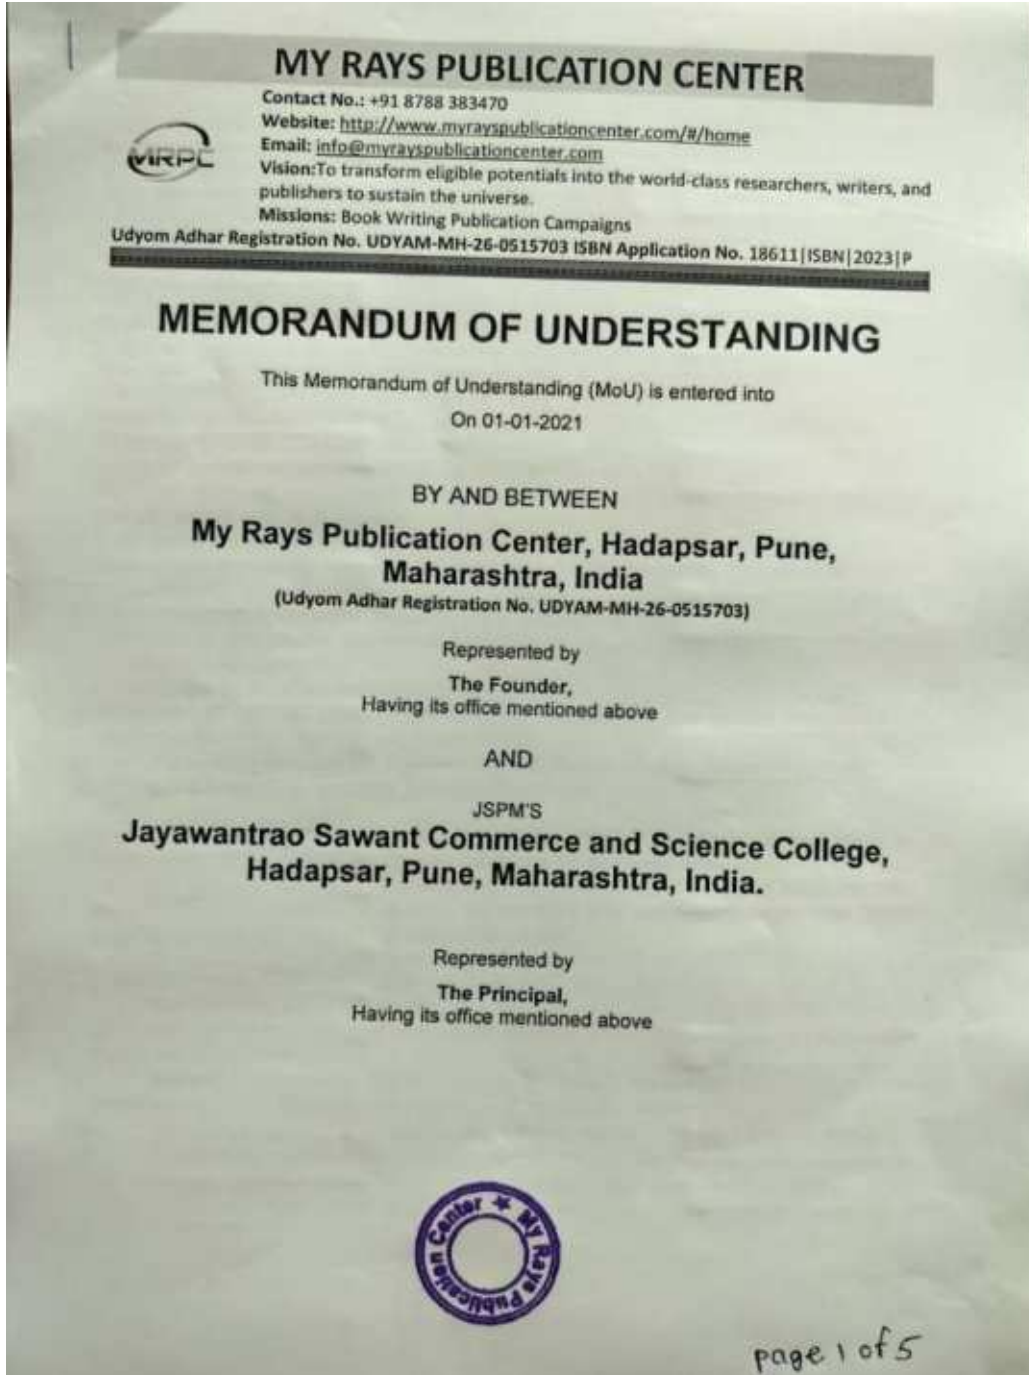 MY RAYS PUBLICATION CENTER
Contact No.: +91 8788 383470
Website: http://www.myrayspublicationcenter.com/#/home
Email: info@myrayspublicationcenter.com
MRPC
Vision:To transform eligible potentials into the world-class researchers, writers, and
publishers to sustain the universe.
Missions: Book Writing Publication Campaigns
Udyom Adhar Registration No. UDYAM-MH-26-0515703 ISBN Application No. 18611|ISBN|2023|P
MEMORANDUM OF UNDERSTANDING
This Memorandum of Understanding (MoU) is entered into
On 01-01-2021
BY AND BETWEEN
My Rays Publication Center, Hadapsar, Pune,
Maharashtra, India
(Udyom Adhar Registration No. UDYAM-MH-26-0515703)
Represented by
The Founder,
Having its office mentioned above
AND
JSPM'S
Jayawantrao Sawant Commerce and Science College,
Hadapsar, Pune, Maharashtra, India.
Represented by
The Principal,
Having its office mentioned above
My Rays Publication Center
page 1 of 5